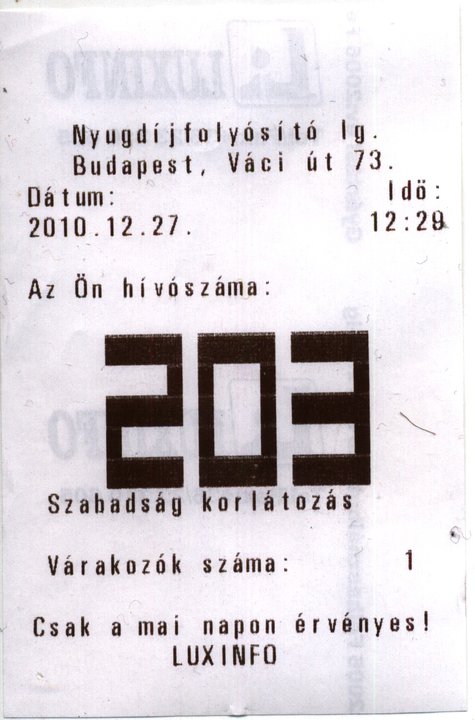 Nyugdíjfolyósító Ig.
Budapest, Váci út 73.
Dátum: Idő:
2010.12.27. 12:29
Az Ön hívószáma:
203
Szabadság korlátozás
Várakozók száma: 1
Csak a mai napon érvényes!
LUXINFO